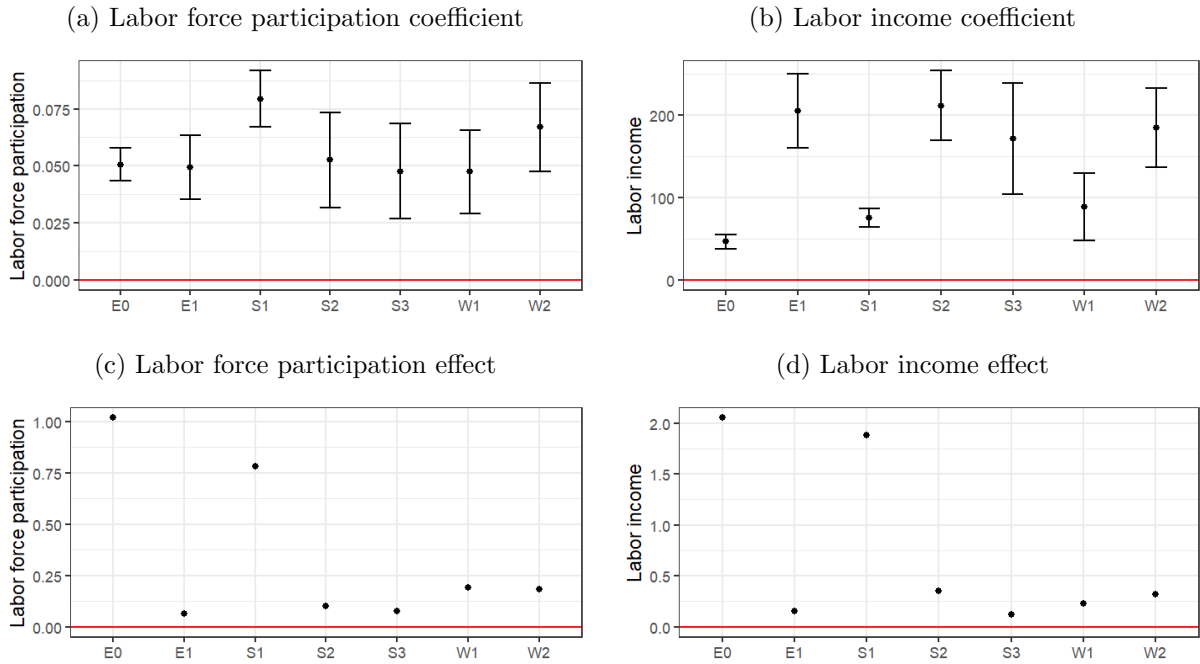 (a) Labor force participation coefficient
Labor force participation
0.075
0.050
0.025
0.000
E0 E1 S1 S2 S3 W1 W2
(b) Labor income coefficient
Labor income
200
100
0
E0 E1 S1 S2 S3 W1 W2
(c) Labor force participation effect
Labor force participation
1.00
0.75
0.50
0.25
0.00
E0 E1 S1 S2 S3 W1 W2
(d) Labor income effect
Labor income
2.0
1.5
1.0
0.5
0.0
E0 E1 S1 S2 S3 W1 W2